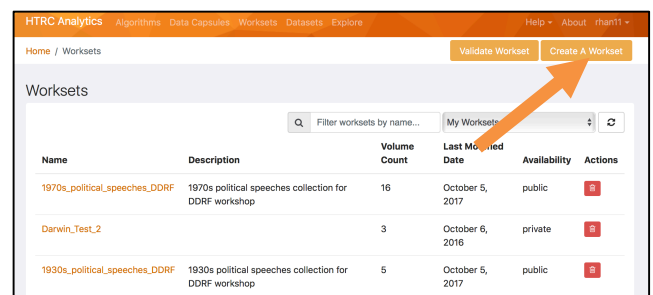 HTRC Analytics Algorithms Data Capsules Worksets Datasets Explore Help About rhan11
Home / Worksets Validate Workset Create A Workset
Worksets
Filter worksets by name... My Worksets
Name Description Volume Count Last Modified Date Availability Actions
1970s_political_speeches_DDRF 1970s political speeches collection for DDRF workshop 16 October 5, 2017 public
Darwin_Test_2 3 October 6, 2016 private
1930s_political_speeches_DDRF 1930s political speeches collection for DDRF workshop 5 October 5, 2017 public